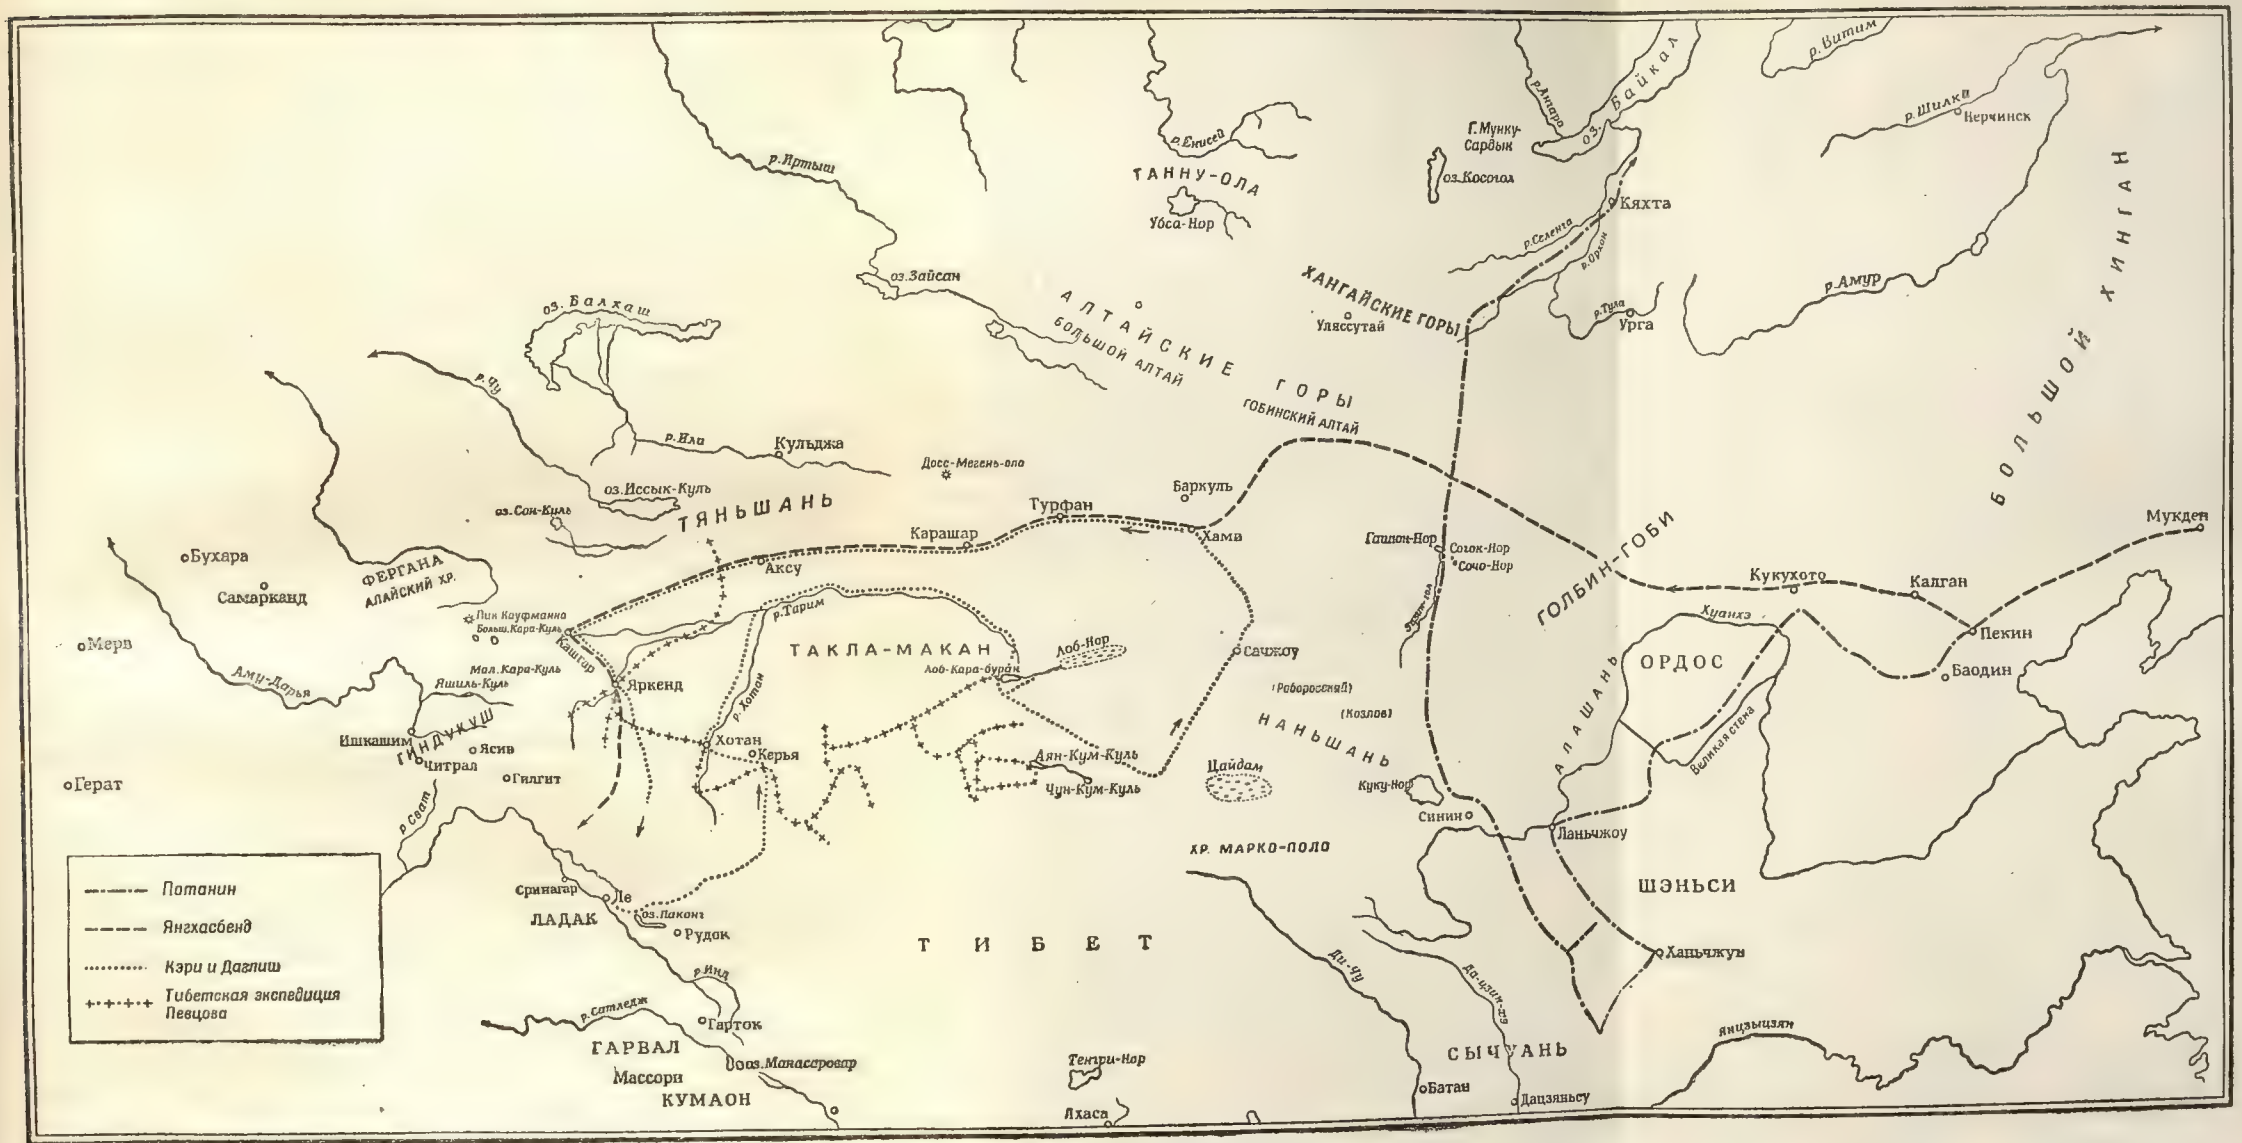 р.Витим
оз. Байкал
р.Ангара
р.Шилка
Нерчинск
Г.Мунку-
Сардык
оз.Косогол
р.Енисей
ТАННУ-ОЛА
Убса-Нор
р.Иртыш
Кяхта
р.Селенга
р.Орхон
р.Тула
Урга
р.Амур
БОЛЬШОЙ ХИНГАН
оз.Зайсан
ХАНГАЙСКИЕ ГОРЫ
Уляссутай
АЛТАЙСКИЕ ГОРЫ
БОЛЬШОЙ АЛТАЙ
ГОБИНСКИЙ АЛТАЙ
оз.Балхаш
р.Чу
р.Или
Кульджа
Досс-Мегень-ола
Баркуль
оз.Иссык-Куль
оз.Сон-Куль
ТЯНЬШАНЬ
Турфан
Карашар
Хами
Аксу
Гашон-Нор
Согок-Нор
Сочо-Нор
ГОЛБИН-ГОБИ
Мукден
Кукухото
Калган
Пекин
Баодин
Хуанхэ
ОРДОС
АЛАШАНЬ
Великая стена
Бухара
Самарканд
ФЕРГАНА
АЛАЙСКИЙ ХР.
Пик Кауфманна
Больш.Кара-Куль
Кашгар
Мерв
Мал.Кара-Куль
Яшиль-Куль
Аму-Дарья
Яркенд
р.Тарим
ТАКЛА-МАКАН
р.Хотан
Лоб-Нор
Лоб-Кара-буран
Сачжоу
(Роборовский)
(Козлов)
НАНЬШАНЬ
Ишкашим
ГИНДУКУШ
Ясин
Читрал
Гилгит
Хотан
Керья
Аян-Кум-Куль
Чун-Кум-Куль
Цайдам
Куку-Нор
Синин
Ланьчжоу
Герат
р.Сват
ХР. МАРКО-ПОЛО
ШЭНЬСИ
Ханьчжун
Сринагар
Ле
ЛАДАК
оз.Паконг
Рудок
ТИБЕТ
р.Инд
р.Сатледж
Гарток
ГАРВАЛ
Массори
КУМАОН
оз.Манасаровар
Тенгри-Нор
Лхаса
Ди-Чу
Да-цзин-хэ
СЫЧУАНЬ
Батан
Дацзяньсу
Янцзыцзян
Потанин
Янгхасбенд
Кэри и Даглиш
Тибетская экспедиция
Певцова